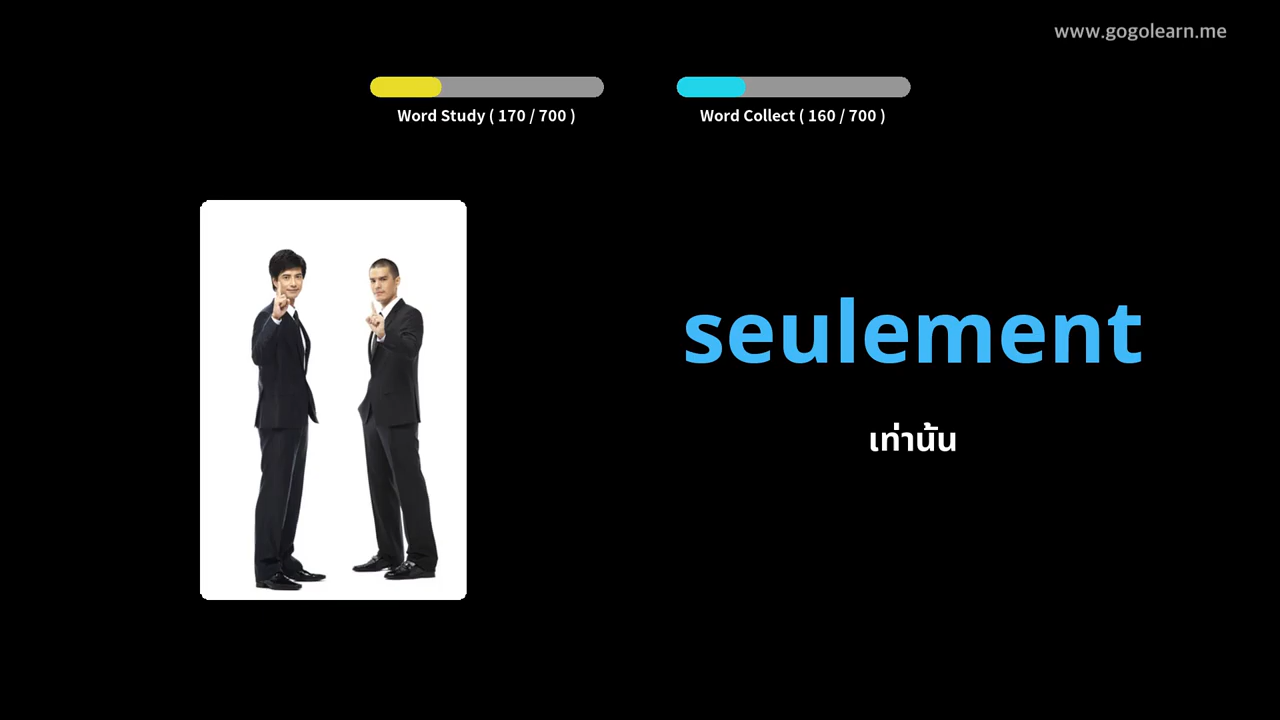 www.gogolearn.me
Word Study ( 170 / 700 )
Word Collect ( 160 / 700 )
seulement
เท่านั้น